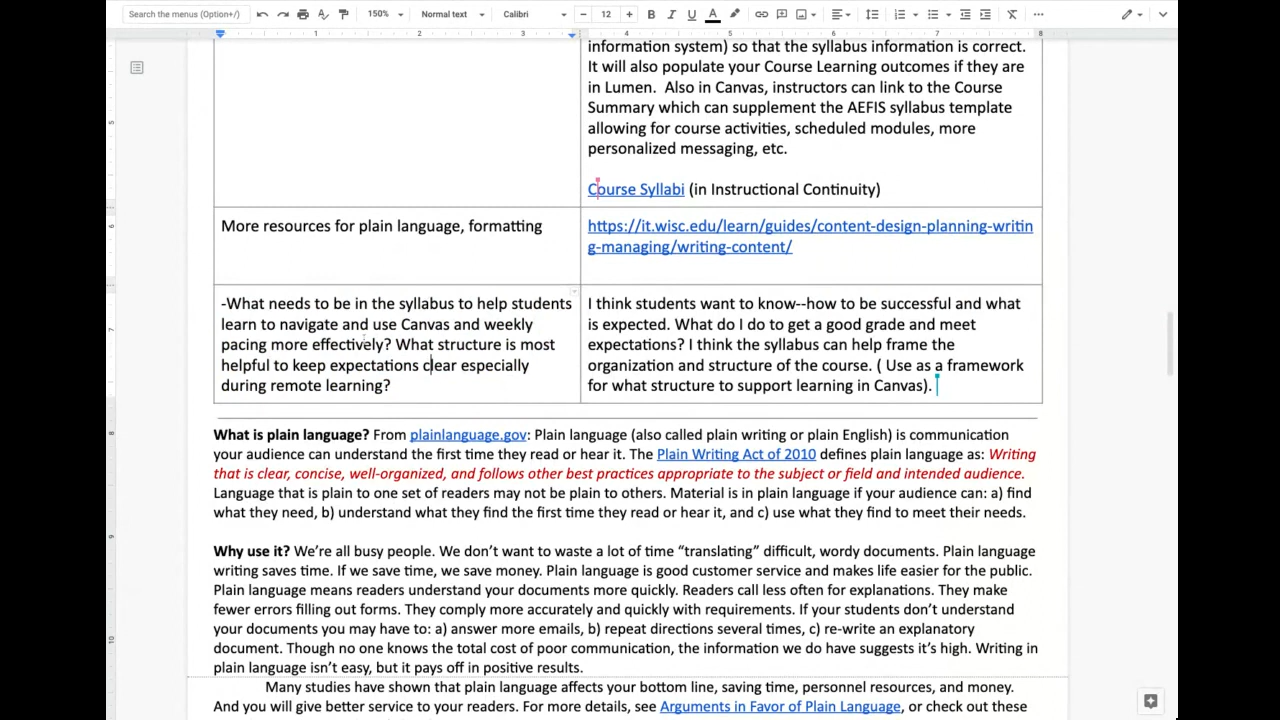 Search the menus (Option+/)
150%
Normal text
Calibri
12
B I U A
1 2 3 4 5 6 7 8
information system) so that the syllabus information is correct.
It will also populate your Course Learning outcomes if they are
in Lumen.  Also in Canvas, instructors can link to the Course
Summary which can supplement the AEFIS syllabus template
allowing for course activities, scheduled modules, more
personalized messaging, etc.
Course Syllabi (in Instructional Continuity)
More resources for plain language, formatting
https://it.wisc.edu/learn/guides/content-design-planning-writin
g-managing/writing-content/
-What needs to be in the syllabus to help students
learn to navigate and use Canvas and weekly
pacing more effectively? What structure is most
helpful to keep expectations clear especially
during remote learning?
I think students want to know--how to be successful and what
is expected. What do I do to get a good grade and meet
expectations? I think the syllabus can help frame the
organization and structure of the course. ( Use as a framework
for what structure to support learning in Canvas).
What is plain language? From plainlanguage.gov: Plain language (also called plain writing or plain English) is communication
your audience can understand the first time they read or hear it. The Plain Writing Act of 2010 defines plain language as: Writing
that is clear, concise, well-organized, and follows other best practices appropriate to the subject or field and intended audience.
Language that is plain to one set of readers may not be plain to others. Material is in plain language if your audience can: a) find
what they need, b) understand what they find the first time they read or hear it, and c) use what they find to meet their needs.
Why use it? We're all busy people. We don't want to waste a lot of time “translating” difficult, wordy documents. Plain language
writing saves time. If we save time, we save money. Plain language is good customer service and makes life easier for the public.
Plain language means readers understand your documents more quickly. Readers call less often for explanations. They make
fewer errors filling out forms. They comply more accurately and quickly with requirements. If your students don't understand
your documents you may have to: a) answer more emails, b) repeat directions several times, c) re-write an explanatory
document. Though no one knows the total cost of poor communication, the information we do have suggests it's high. Writing in
plain language isn't easy, but it pays off in positive results.
Many studies have shown that plain language affects your bottom line, saving time, personnel resources, and money.
And you will give better service to your readers. For more details, see Arguments in Favor of Plain Language, or check out these
5
6
7
8
9
10